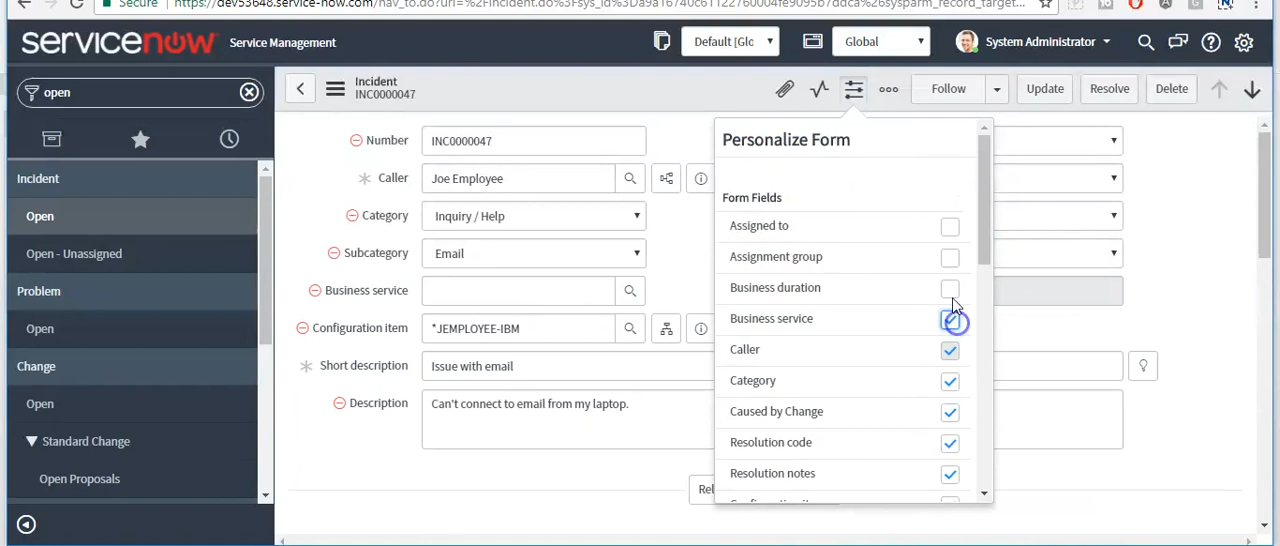 Secure
https://dev53648.service-now.com/nav_to.do?uri=%2Fincident.do%3Fsys_id%3Da9a16740c61122760004fe9095b7ddca%26sysparm_record_target...
servicenow
Service Management
Default [Glo
Global
System Administrator
open
Incident
INC0000047
Follow
Update
Resolve
Delete
Incident
Open
Open - Unassigned
Problem
Open
Change
Open
Standard Change
Open Proposals
Number
INC0000047
Caller
Joe Employee
Category
Inquiry / Help
Subcategory
Email
Business service
Configuration item
*JEMPLOYEE-IBM
Short description
Issue with email
Description
Can't connect to email from my laptop.
Rel
Personalize Form
Form Fields
Assigned to
Assignment group
Business duration
Business service
Caller
Category
Caused by Change
Resolution code
Resolution notes